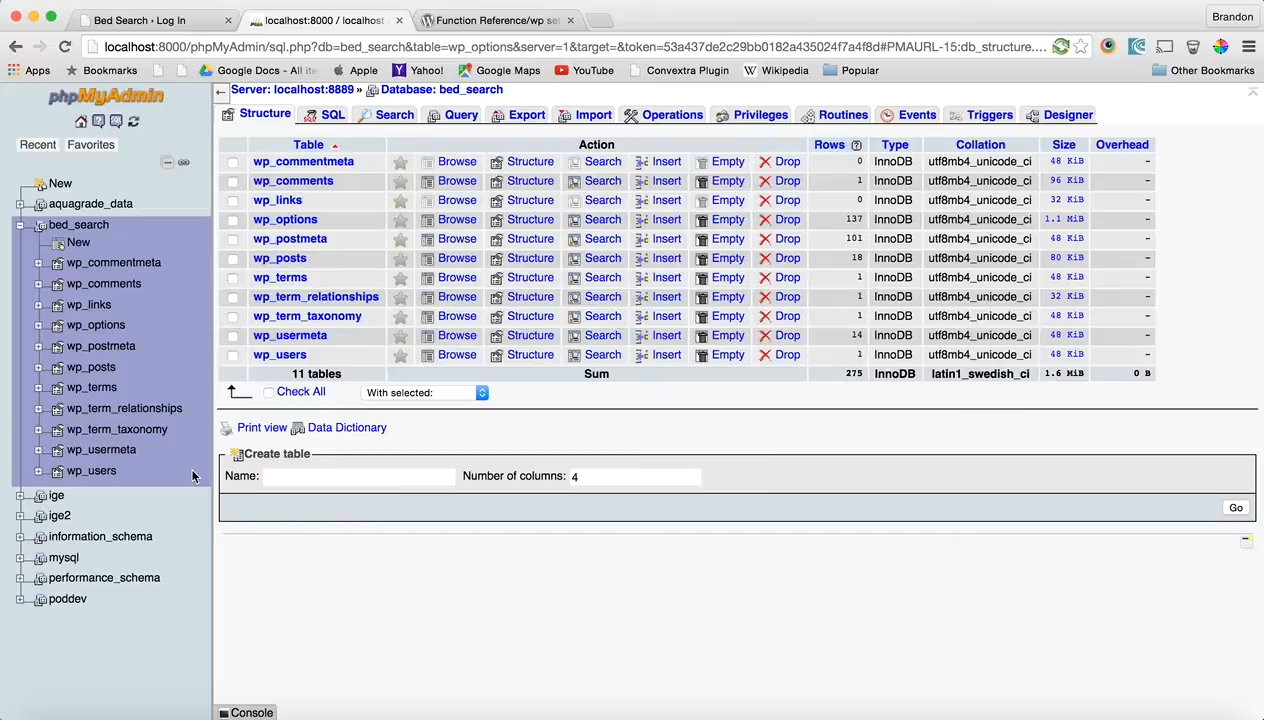 Bed Search › Log In
localhost:8000 / localhost
Function Reference/wp se
Brandon
localhost:8000/phpMyAdmin/sql.php?db=bed_search&table=wp_options&server=1&target=&token=53a437de2c29bb0182a435024f7a4f8d#PMAURL-15:db_structure....
Apps Bookmarks Google Docs - All ite Apple Yahoo! Google Maps YouTube Convextra Plugin Wikipedia Popular Other Bookmarks
phpMyAdmin
Recent Favorites
New
aquagrade_data
bed_search
New
wp_commentmeta
wp_comments
wp_links
wp_options
wp_postmeta
wp_posts
wp_terms
wp_term_relationships
wp_term_taxonomy
wp_usermeta
wp_users
ige
ige2
information_schema
mysql
performance_schema
poddev
Server: localhost:8889 » Database: bed_search
Structure SQL Search Query Export Import Operations Privileges Routines Events Triggers Designer
Table Action Rows Type Collation Size Overhead
wp_commentmeta Browse Structure Search Insert Empty Drop 0 InnoDB utf8mb4_unicode_ci 48 KiB -
wp_comments Browse Structure Search Insert Empty Drop 1 InnoDB utf8mb4_unicode_ci 96 KiB -
wp_links Browse Structure Search Insert Empty Drop 0 InnoDB utf8mb4_unicode_ci 32 KiB -
wp_options Browse Structure Search Insert Empty Drop 137 InnoDB utf8mb4_unicode_ci 1.1 MiB -
wp_postmeta Browse Structure Search Insert Empty Drop 101 InnoDB utf8mb4_unicode_ci 48 KiB -
wp_posts Browse Structure Search Insert Empty Drop 18 InnoDB utf8mb4_unicode_ci 80 KiB -
wp_terms Browse Structure Search Insert Empty Drop 1 InnoDB utf8mb4_unicode_ci 48 KiB -
wp_term_relationships Browse Structure Search Insert Empty Drop 1 InnoDB utf8mb4_unicode_ci 32 KiB -
wp_term_taxonomy Browse Structure Search Insert Empty Drop 1 InnoDB utf8mb4_unicode_ci 48 KiB -
wp_usermeta Browse Structure Search Insert Empty Drop 14 InnoDB utf8mb4_unicode_ci 48 KiB -
wp_users Browse Structure Search Insert Empty Drop 1 InnoDB utf8mb4_unicode_ci 48 KiB -
11 tables Sum 275 InnoDB latin1_swedish_ci 1.6 MiB 0 B
Check All With selected:
Print view Data Dictionary
Create table
Name: Number of columns: 4
Go
Console